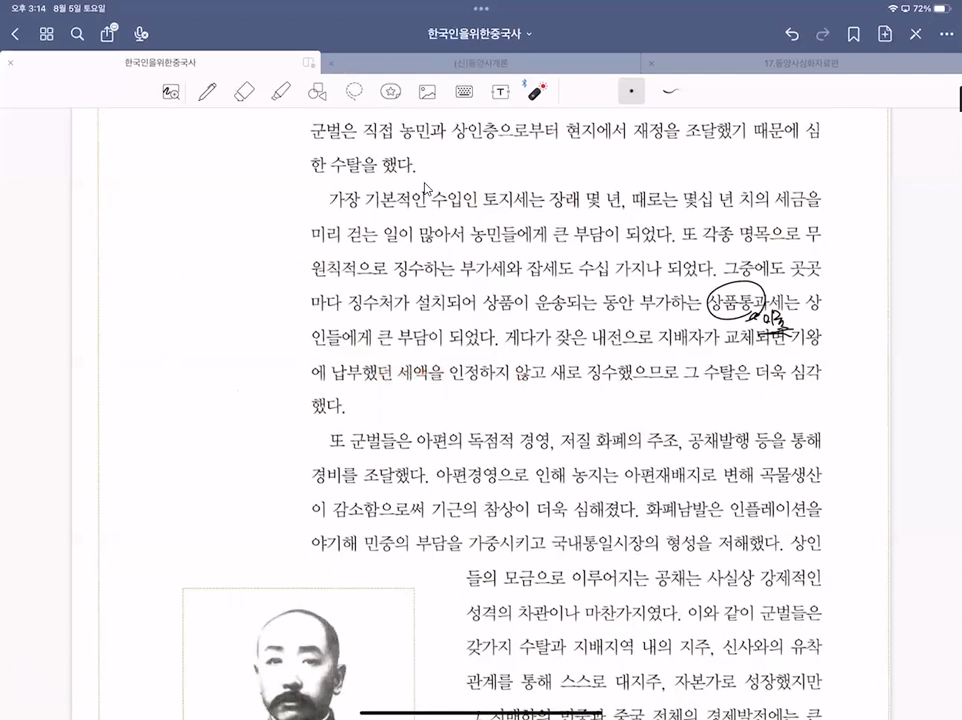 오후 3:14 8월 5일 토요일
72%
한국인을위한중국사
한국인을위한중국사
(신)동양사개론
17.동양사심화자료편
군벌은 직접 농민과 상인층으로부터 현지에서 재정을 조달했기 때문에 심
한 수탈을 했다.
가장 기본적인 수입인 토지세는 장래 몇 년, 때로는 몇십 년 치의 세금을
미리 걷는 일이 많아서 농민들에게 큰 부담이 되었다. 또 각종 명목으로 무
원칙적으로 징수하는 부가세와 잡세도 수십 가지나 되었다. 그중에도 곳곳
마다 징수처가 설치되어 상품이 운송되는 동안 부가하는 상품통과세는 상
인들에게 큰 부담이 되었다. 게다가 잦은 내전으로 지배자가 교체되면 기왕
에 납부했던 세액을 인정하지 않고 새로 징수했으므로 그 수탈은 더욱 심각
했다.
또 군벌들은 아편의 독점적 경영, 저질 화폐의 주조, 공채발행 등을 통해
경비를 조달했다. 아편경영으로 인해 농지는 아편재배지로 변해 곡물생산
이 감소함으로써 기근의 참상이 더욱 심해졌다. 화폐남발은 인플레이션을
야기해 민중의 부담을 가중시키고 국내통일시장의 형성을 저해했다. 상인
들의 모금으로 이루어지는 공채는 사실상 강제적인
성격의 차관이나 마찬가지였다. 이와 같이 군벌들은
갖가지 수탈과 지배지역 내의 지주, 신사와의 유착
관계를 통해 스스로 대지주, 자본가로 성장했지만
민중과 중국 전체의 경제발전에는 큰